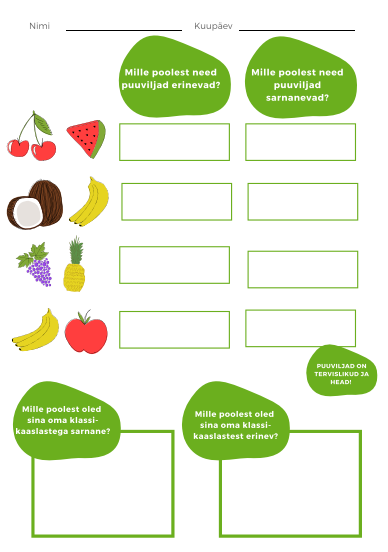 Nimi Kuupäev
Mille poolest need
puuviljad erinevad?
Mille poolest need
puuviljad
sarnanevad?
PUUVILJAD ON
TERVISLIKUD JA
HEAD!
Mille poolest oled
sina oma klassi-
kaaslastega sarnane?
Mille poolest oled
sina oma klassi-
kaaslastest erinev?